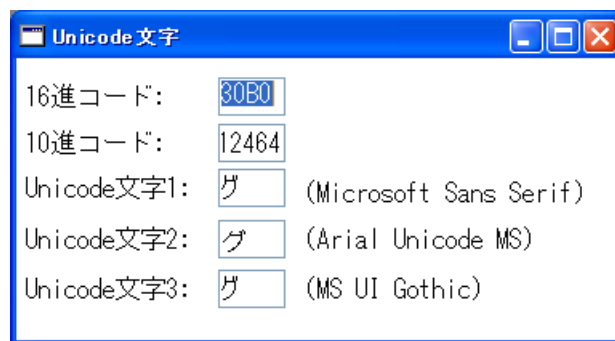 Unicode文字
16進コード: 30B0
10進コード: 12464
Unicode文字1: グ (Microsoft Sans Serif)
Unicode文字2: グ (Arial Unicode MS)
Unicode文字3: グ (MS UI Gothic)